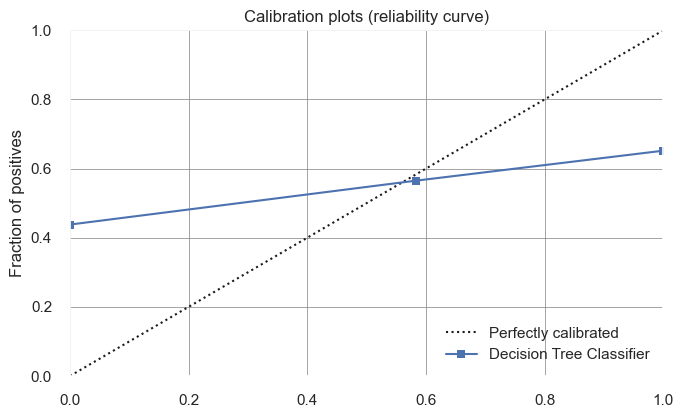 Calibration plots (reliability curve)
1.0
0.8
0.6
0.4
0.2
0.0
Fraction of positives
Perfectly calibrated
Decision Tree Classifier
0.0 0.2 0.4 0.6 0.8 1.0